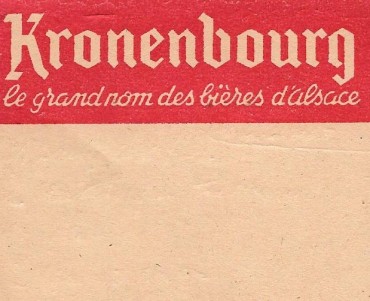 Kronenbourg
le grand nom des bières d'alsace